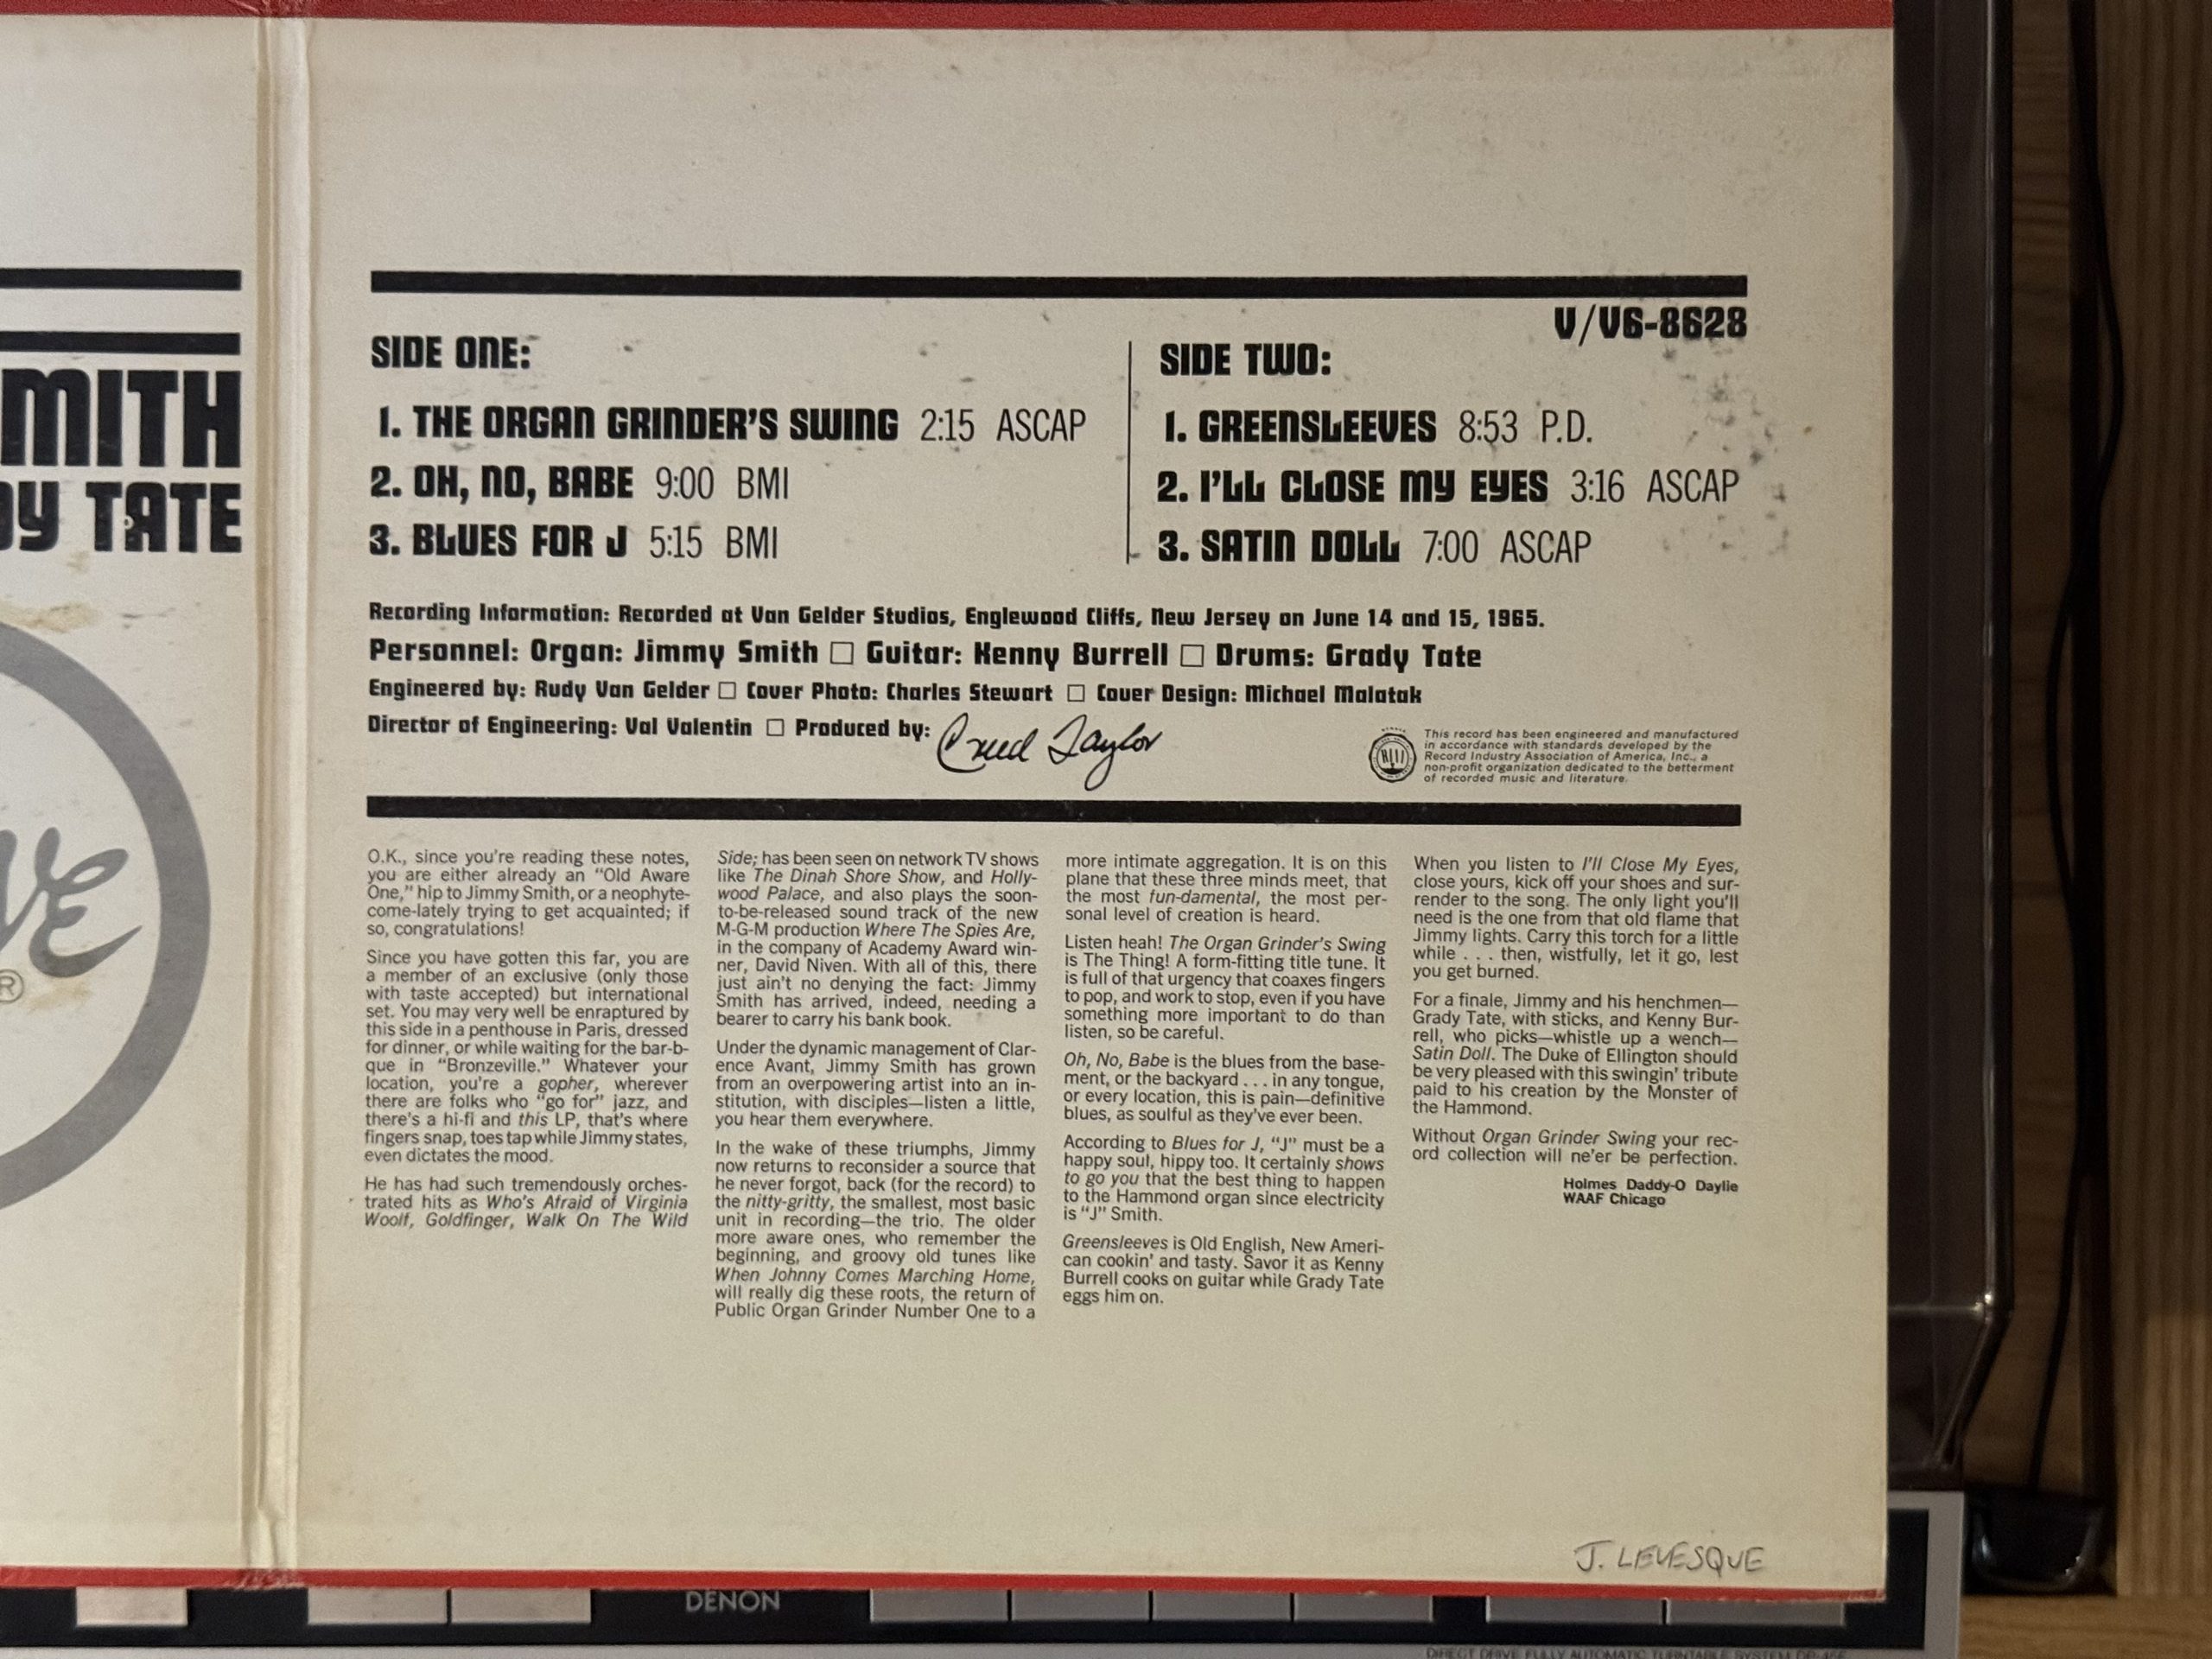 MITH
DY TATE
VE
®
V/V6-8628
SIDE ONE:
1. THE ORGAN GRINDER'S SWING 2:15 ASCAP
2. OH, NO, BABE 9:00 BMI
3. BLUES FOR J 5:15 BMI
SIDE TWO:
1. GREENSLEEVES 8:53 P.D.
2. I'LL CLOSE MY EYES 3:16 ASCAP
3. SATIN DOLL 7:00 ASCAP
Recording Information: Recorded at Van Gelder Studios, Englewood Cliffs, New Jersey on June 14 and 15, 1965.
Personnel: Organ: Jimmy Smith □ Guitar: Kenny Burrell □ Drums: Grady Tate
Engineered by: Rudy Van Gelder □ Cover Photo: Charles Stewart □ Cover Design: Michael Malatak
Director of Engineering: Val Valentin □ Produced by: Creed Taylor
This record has been engineered and manufactured
in accordance with standards developed by the
Record Industry Association of America, Inc., a
non-profit organization dedicated to the betterment
of recorded music and literature.
O.K., since you're reading these notes,
you are either already an "Old Aware
One," hip to Jimmy Smith, or a neophyte-
come-lately trying to get acquainted; if
so, congratulations!
Since you have gotten this far, you are
a member of an exclusive (only those
with taste accepted) but international
set. You may very well be enraptured by
this side in a penthouse in Paris, dressed
for dinner, or while waiting for the bar-b-
que in "Bronzeville." Whatever your
location, you're a gopher, wherever
there are folks who "go for" jazz, and
there's a hi-fi and this LP, that's where
fingers snap, toes tap while Jimmy states,
even dictates the mood.
He has had such tremendously orches-
trated hits as Who's Afraid of Virginia
Woolf, Goldfinger, Walk On The Wild
Side; has been seen on network TV shows
like The Dinah Shore Show, and Holly-
wood Palace, and also plays the soon-
to-be-released sound track of the new
M-G-M production Where The Spies Are,
in the company of Academy Award win-
ner, David Niven. With all of this, there
just ain't no denying the fact: Jimmy
Smith has arrived, indeed, needing a
bearer to carry his bank book.
Under the dynamic management of Clar-
ence Avant, Jimmy Smith has grown
from an overpowering artist into an in-
stitution, with disciples—listen a little,
you hear them everywhere.
In the wake of these triumphs, Jimmy
now returns to reconsider a source that
he never forgot, back (for the record) to
the nitty-gritty, the smallest, most basic
unit in recording—the trio. The older
more aware ones, who remember the
beginning, and groovy old tunes like
When Johnny Comes Marching Home,
will really dig these roots, the return of
Public Organ Grinder Number One to a
more intimate aggregation. It is on this
plane that these three minds meet, that
the most fun-damental, the most per-
sonal level of creation is heard.
Listen heah! The Organ Grinder's Swing
is The Thing! A form-fitting title tune. It
is full of that urgency that coaxes fingers
to pop, and work to stop, even if you have
something more important to do than
listen, so be careful.
Oh, No, Babe is the blues from the base-
ment, or the backyard . . . in any tongue,
or every location, this is pain—definitive
blues, as soulful as they've ever been.
According to Blues for J, "J" must be a
happy soul, hippy too. It certainly shows
to go you that the best thing to happen
to the Hammond organ since electricity
is "J" Smith.
Greensleeves is Old English, New Ameri-
can cookin' and tasty. Savor it as Kenny
Burrell cooks on guitar while Grady Tate
eggs him on.
When you listen to I'll Close My Eyes,
close yours, kick off your shoes and sur-
render to the song. The only light you'll
need is the one from that old flame that
Jimmy lights. Carry this torch for a little
while . . . then, wistfully, let it go, lest
you get burned.
For a finale, Jimmy and his henchmen—
Grady Tate, with sticks, and Kenny Bur-
rell, who picks—whistle up a wench—
Satin Doll. The Duke of Ellington should
be very pleased with this swingin' tribute
paid to his creation by the Monster of
the Hammond.
Without Organ Grinder Swing your rec-
ord collection will ne'er be perfection.
Holmes Daddy-O Daylie
WAAF Chicago
J. LEVESQUE
DENON
DIRECT DRIVE FULLY AUTOMATIC TURNTABLE SYSTEM